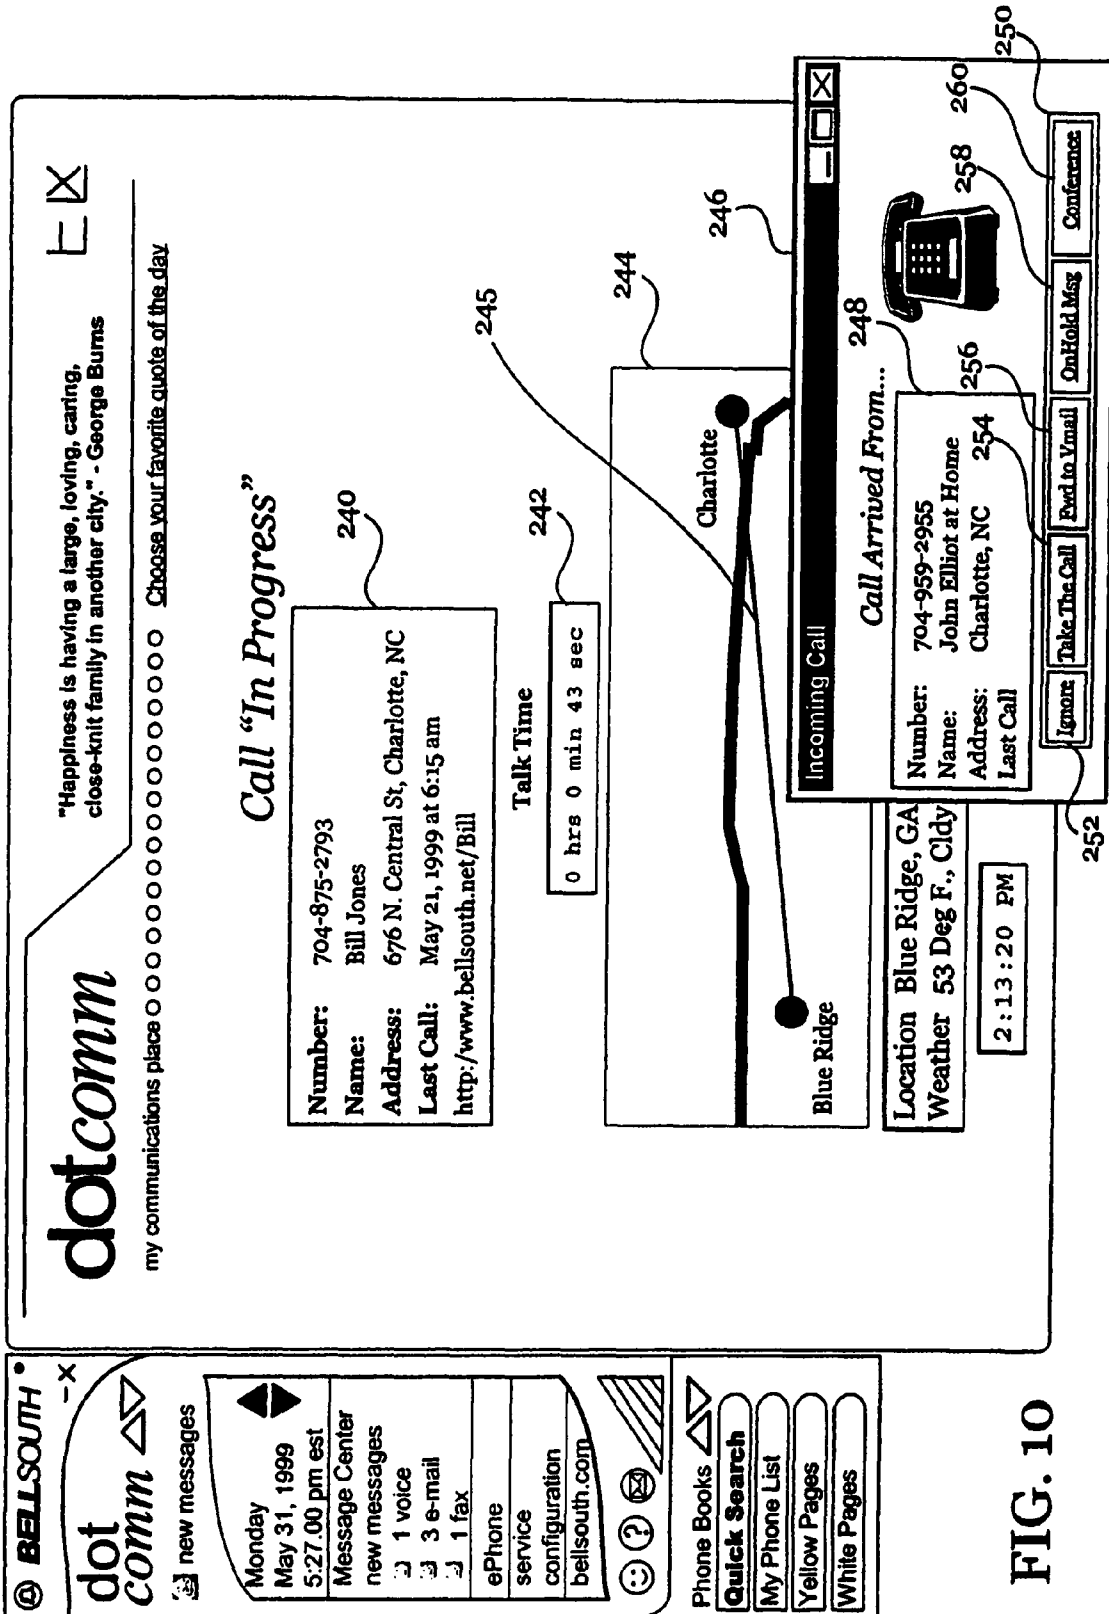 @ BELLSOUTH
–X
dot
comm
new messages
Monday
May 31, 1999
5:27.00 pm est
Message Center
new messages
1 voice
3 e-mail
1 fax
ePhone
service
configuration
bellsouth.com
?
Phone Books
Quick Search
My Phone List
Yellow Pages
White Pages
dotcomm
"Happiness is having a large, loving, caring,
close-knit family in another city." - George Burns
my communications place
Choose your favorite quote of the day
Call “In Progress”
Number: 704-875-2793
Name: Bill Jones
Address: 676 N. Central St, Charlotte, NC
Last Call: May 21, 1999 at 6:15 am
http:/www.bellsouth.net/Bill
240
Talk Time
0 hrs 0 min 43 sec
242
245
244
Charlotte
Blue Ridge
246
Location Blue Ridge, GA
Weather 53 Deg F., Cldy
2:13:20 PM
Incoming Call
Call Arrived From...
Number: 704-959-2955
Name: John Elliot at Home
Address: Charlotte, NC
Last Call
248
Ignore
Take The Call
Fwd to Vmail
OnHold Msg
Conference
252
254
256
258
260
250
FIG. 10